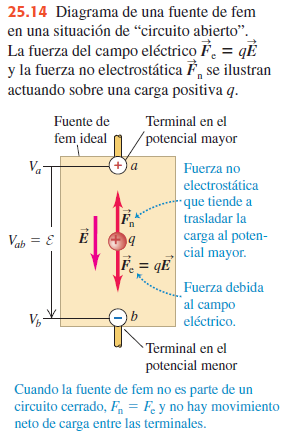 25.14 Diagrama de una fuente de fem
en una situación de “circuito abierto”.
La fuerza del campo eléctrico F⃗e = qE⃗
y la fuerza no electrostática F⃗n se ilustran
actuando sobre una carga positiva q.
Fuente de
fem ideal
Terminal en el
potencial mayor
Va
+
a
Fuerza no
electrostática
que tiende a
trasladar la
carga al poten-
cial mayor.
F⃗n
Vab = ℰ
E⃗
+
q
F⃗e = qE⃗
Fuerza debida
al campo
eléctrico.
Vb
−
b
Terminal en el
potencial menor
Cuando la fuente de fem no es parte de un
circuito cerrado, Fn = Fe y no hay movimiento
neto de carga entre las terminales.